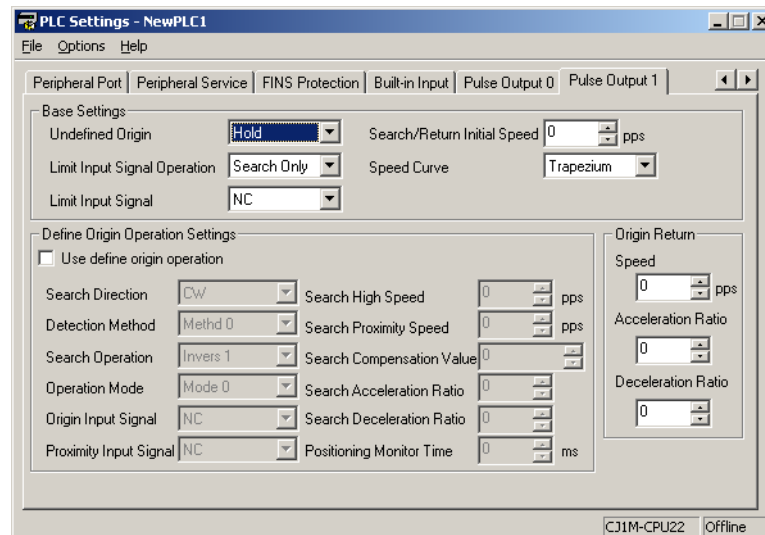 PLC Settings - NewPLC1
File Options Help
Peripheral Port Peripheral Service FINS Protection Built-in Input Pulse Output 0 Pulse Output 1
Base Settings
Undefined Origin Hold Search/Return Initial Speed 0 pps
Limit Input Signal Operation Search Only Speed Curve Trapezium
Limit Input Signal NC
Define Origin Operation Settings
Use define origin operation
Search Direction CW Search High Speed 0 pps
Detection Method Methd 0 Search Proximity Speed 0 pps
Search Operation Invers 1 Search Compensation Value 0
Operation Mode Mode 0 Search Acceleration Ratio 0
Origin Input Signal NC Search Deceleration Ratio 0
Proximity Input Signal NC Positioning Monitor Time 0 ms
Origin Return
Speed
0 pps
Acceleration Ratio
0
Deceleration Ratio
0
CJ1M-CPU22 Offline